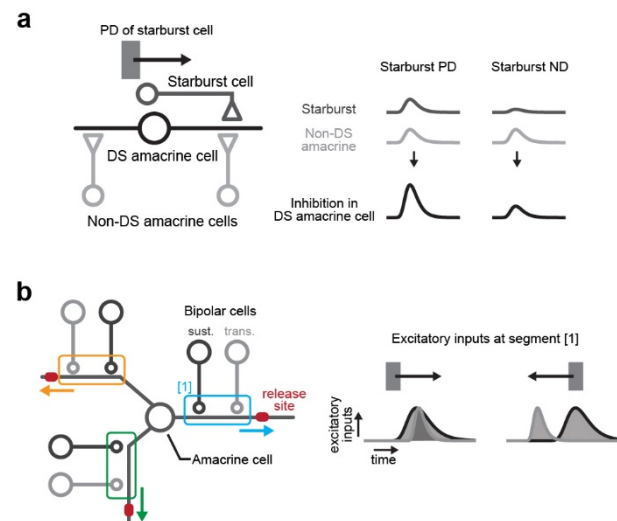 a
PD of starburst cell
Starburst cell
DS amacrine cell
Non-DS amacrine cells
Starburst PD
Starburst ND
Starburst
Non-DS
amacrine
Inhibition in
DS amacrine cell
b
Bipolar cells
sust.
trans.
[1]
release
site
Amacrine cell
Excitatory inputs at segment [1]
excitatory
inputs
time